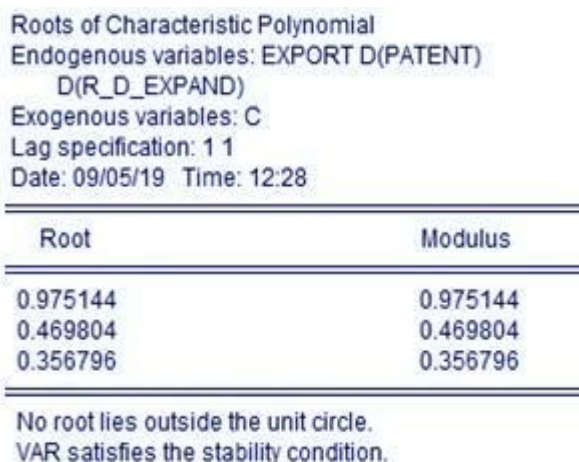 Roots of Characteristic Polynomial
Endogenous variables: EXPORT D(PATENT)
D(R_D_EXPAND)
Exogenous variables: C
Lag specification: 1 1
Date: 09/05/19 Time: 12:28
Root Modulus
0.975144 0.975144
0.469804 0.469804
0.356796 0.356796
No root lies outside the unit circle.
VAR satisfies the stability condition.